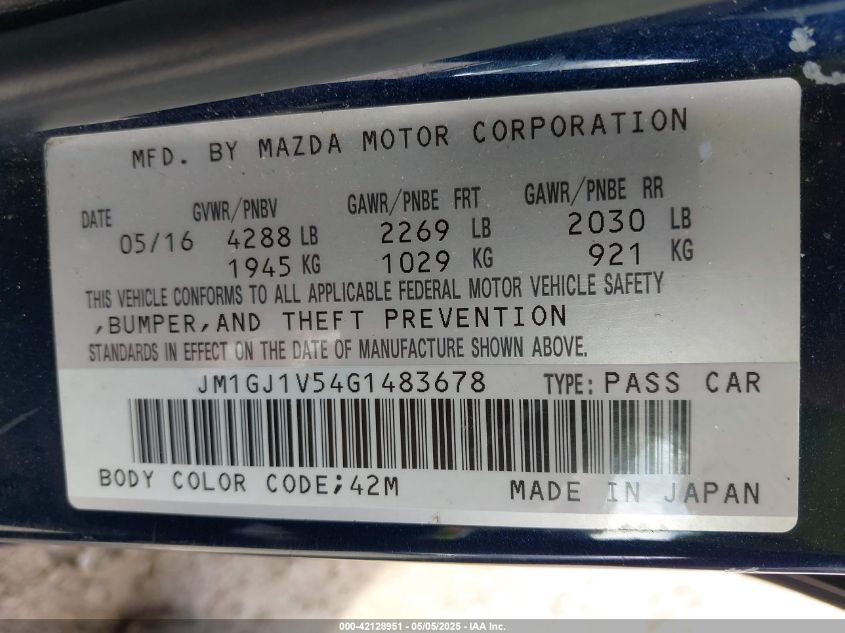 MFD. BY MAZDA MOTOR CORPORATION
DATE GVWR/PNBV GAWR/PNBE FRT GAWR/PNBE RR
05/16 4288 LB 2269 LB 2030 LB
1945 KG 1029 KG 921 KG
THIS VEHICLE CONFORMS TO ALL APPLICABLE FEDERAL MOTOR VEHICLE SAFETY
,BUMPER,AND THEFT PREVENTION
STANDARDS IN EFFECT ON THE DATE OF MANUFACTURE SHOWN ABOVE.
JM1GJ1V54G1483678 TYPE: PASS CAR
BODY COLOR CODE;42M MADE IN JAPAN
000-42128951 — 05/05/2025 - IAA Inc.